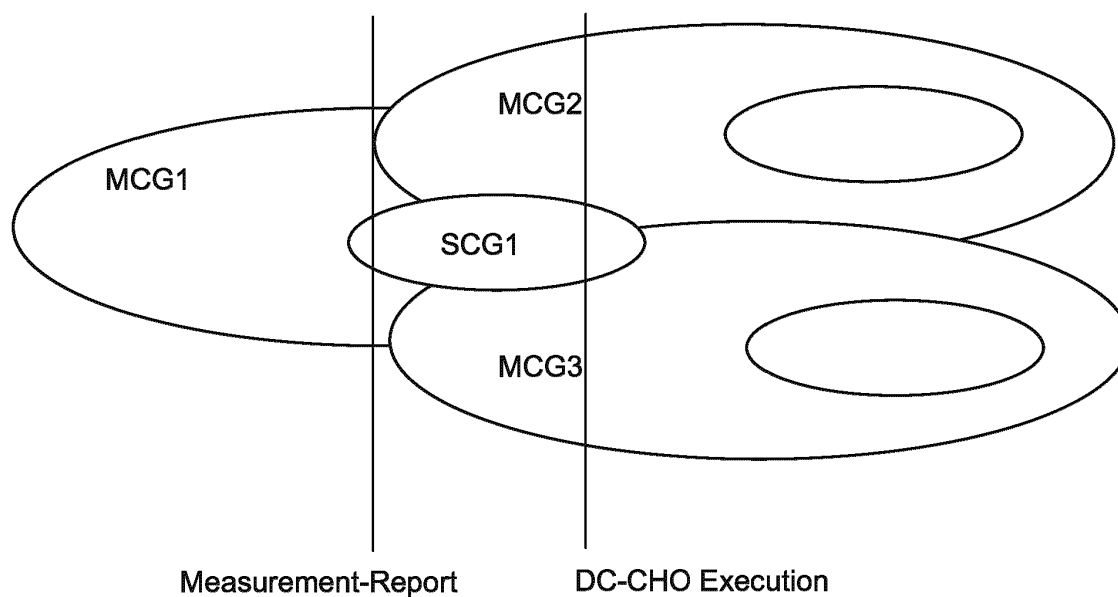 MCG2
MCG1
SCG1
MCG3
Measurement-Report
DC-CHO Execution